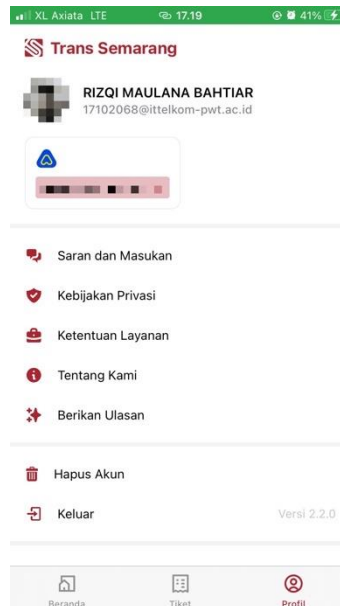 XL Axiata LTE 17.19 41%
Trans Semarang
RIZQI MAULANA BAHTIAR
17102068@ittelkom-pwt.ac.id
Saran dan Masukan
Kebijakan Privasi
Ketentuan Layanan
Tentang Kami
Berikan Ulasan
Hapus Akun
Keluar Versi 2.2.0
Beranda Tiket Profil